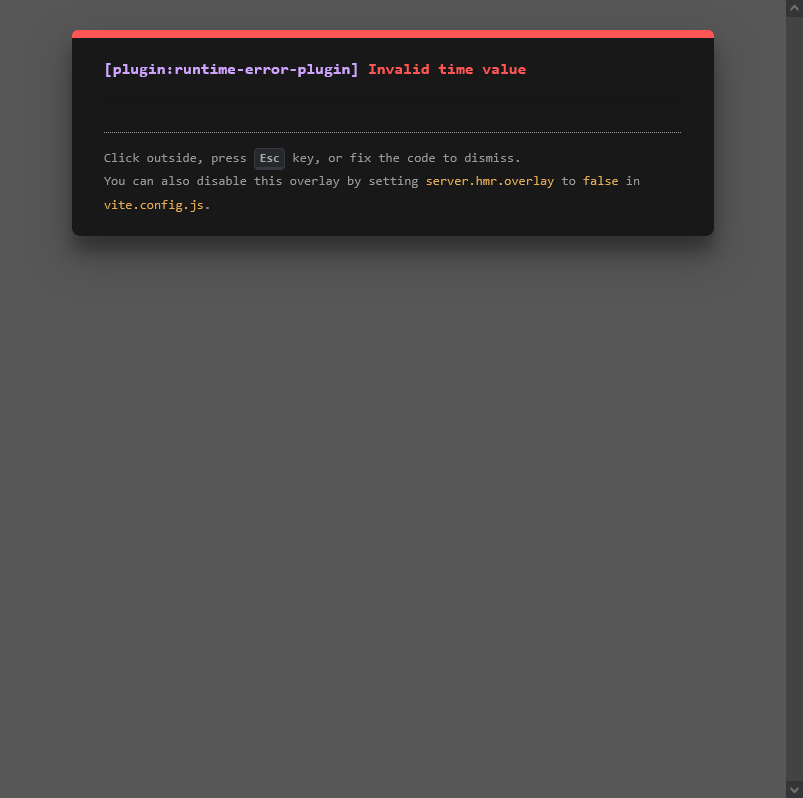 [plugin:runtime-error-plugin] Invalid time value
Click outside, press Esc key, or fix the code to dismiss.
You can also disable this overlay by setting server.hmr.overlay to false in
vite.config.js.